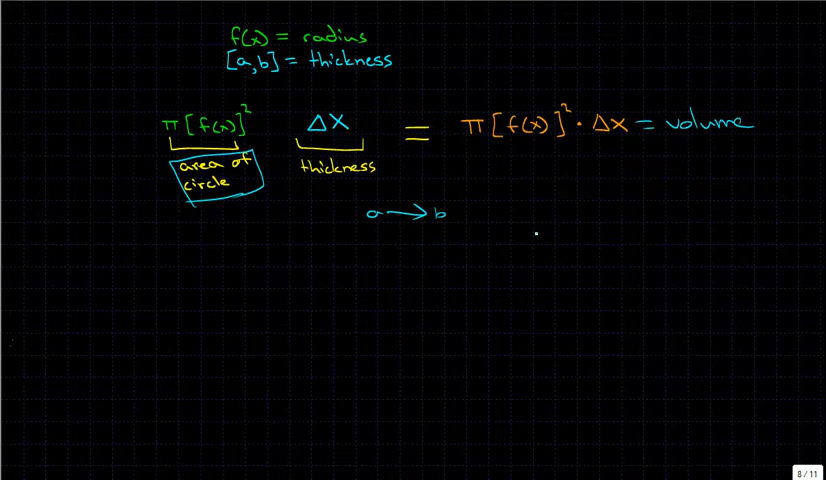 f(x) = radius
[a,b] = thickness
π[f(x)]² ΔX = π[f(x)]² · ΔX = volume
area of circle thickness
a → b
8 / 11